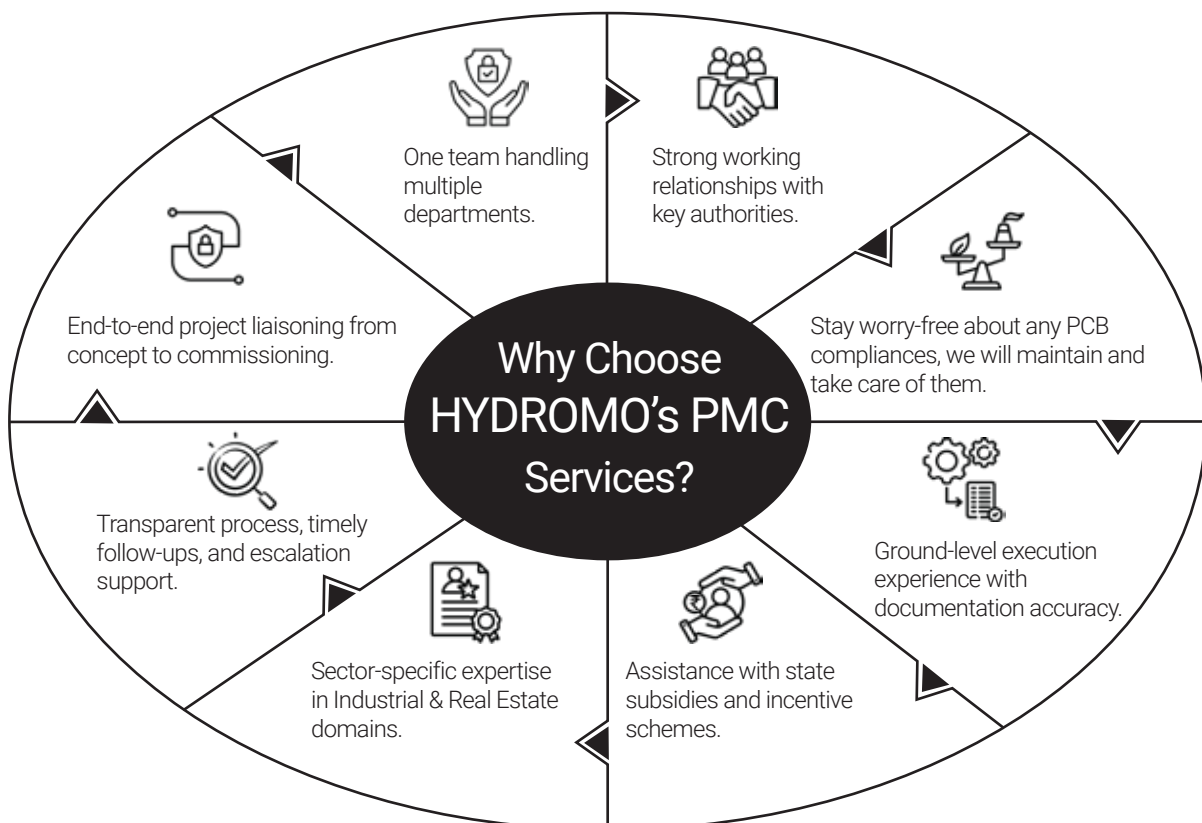 Why Choose
HYDROMO’s PMC
Services?
One team handling
multiple
departments.
Strong working
relationships with
key authorities.
Stay worry-free about any PCB
compliances, we will maintain and
take care of them.
Ground-level execution
experience with
documentation accuracy.
Assistance with state
subsidies and incentive
schemes.
Sector-specific expertise
in Industrial & Real Estate
domains.
Transparent process, timely
follow-ups, and escalation
support.
End-to-end project liaisoning from
concept to commissioning.